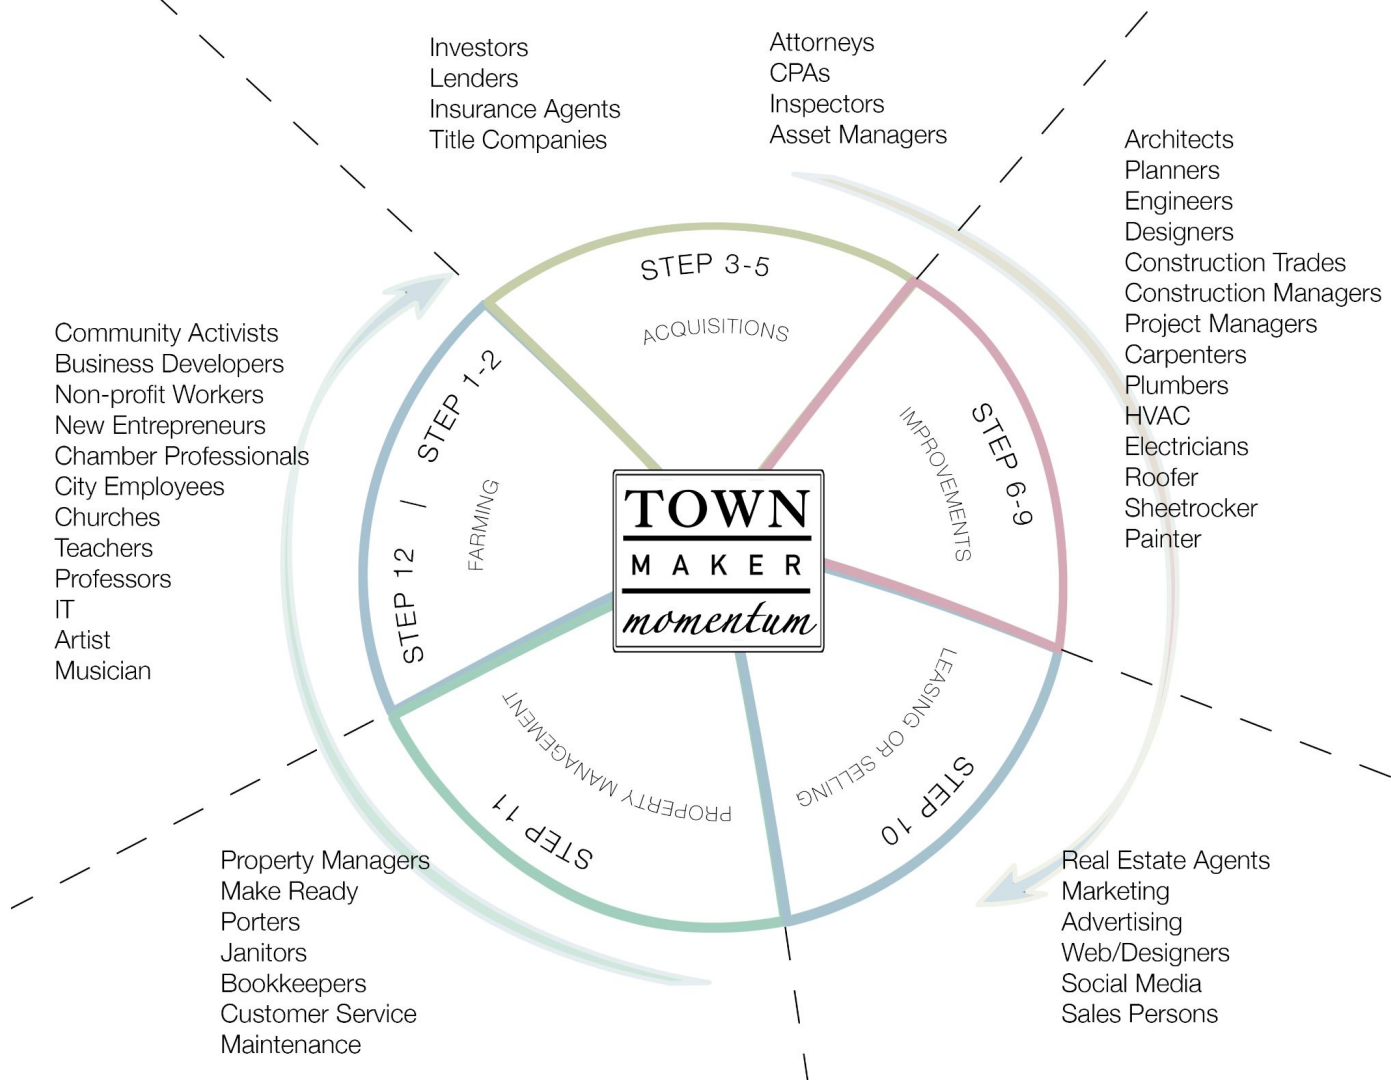 Investors
Lenders
Insurance Agents
Title Companies
Attorneys
CPAs
Inspectors
Asset Managers
Architects
Planners
Engineers
Designers
Construction Trades
Construction Managers
Project Managers
Carpenters
Plumbers
HVAC
Electricians
Roofer
Sheetrocker
Painter
Community Activists
Business Developers
Non-profit Workers
New Entrepreneurs
Chamber Professionals
City Employees
Churches
Teachers
Professors
IT
Artist
Musician
STEP 3-5
ACQUISITIONS
STEP 6-9
IMPROVEMENTS
STEP 12 / STEP 1-2
FARMING
TOWN
MAKER
momentum
LEASING OR SELLING
STEP 10
PROPERTY MANAGEMENT
STEP 11
Property Managers
Make Ready
Porters
Janitors
Bookkeepers
Customer Service
Maintenance
Real Estate Agents
Marketing
Advertising
Web/Designers
Social Media
Sales Persons